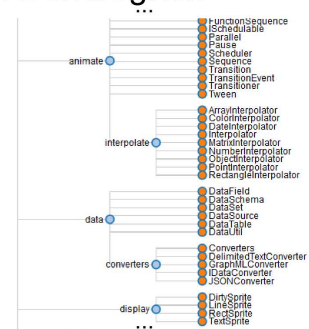 ...
FunctionSequence
ISchedulable
Parallel
Pause
Scheduler
animate
Sequence
Transition
TransitionEvent
Transitioner
Tween
ArrayInterpolator
ColorInterpolator
DateInterpolator
Interpolator
interpolate
MatrixInterpolator
NumberInterpolator
ObjectInterpolator
PointInterpolator
RectangleInterpolator
DataField
DataSchema
DataSet
DataSource
data
DataTable
DataUtil
Converters
DelimitedTextConverter
converters
GraphMLConverter
IDataConverter
JSONConverter
DirtySprite
LineSprite
display
RectSprite
TextSprite
...